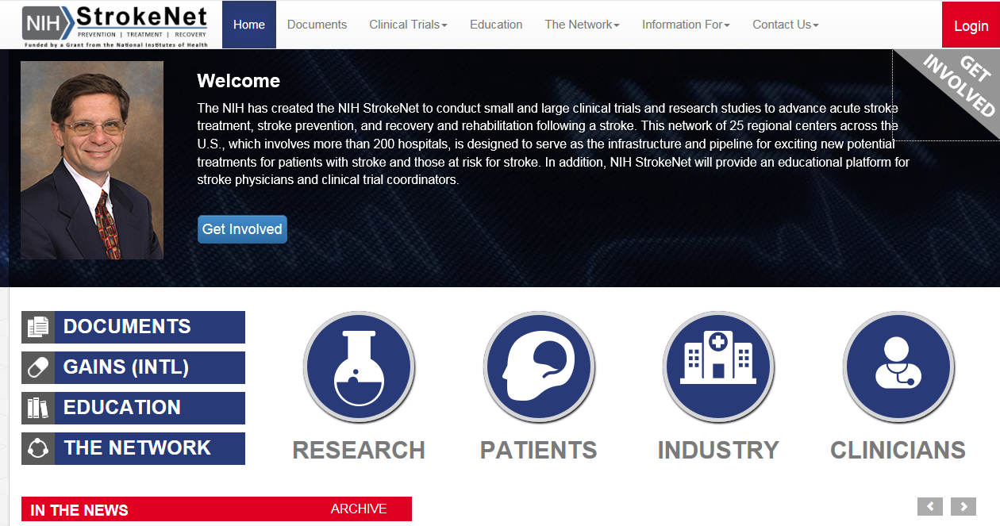 NIH StrokeNet
PREVENTION | TREATMENT | RECOVERY
Funded by a Grant from the National Institutes of Health
Home Documents Clinical Trials Education The Network Information For Contact Us Login
GET
INVOLVED
Welcome
The NIH has created the NIH StrokeNet to conduct small and large clinical trials and research studies to advance acute stroke
treatment, stroke prevention, and recovery and rehabilitation following a stroke. This network of 25 regional centers across the
U.S., which involves more than 200 hospitals, is designed to serve as the infrastructure and pipeline for exciting new potential
treatments for patients with stroke and those at risk for stroke. In addition, NIH StrokeNet will provide an educational platform for
stroke physicians and clinical trial coordinators.
Get Involved
DOCUMENTS
GAINS (INTL)
EDUCATION
THE NETWORK
RESEARCH PATIENTS INDUSTRY CLINICIANS
IN THE NEWS ARCHIVE